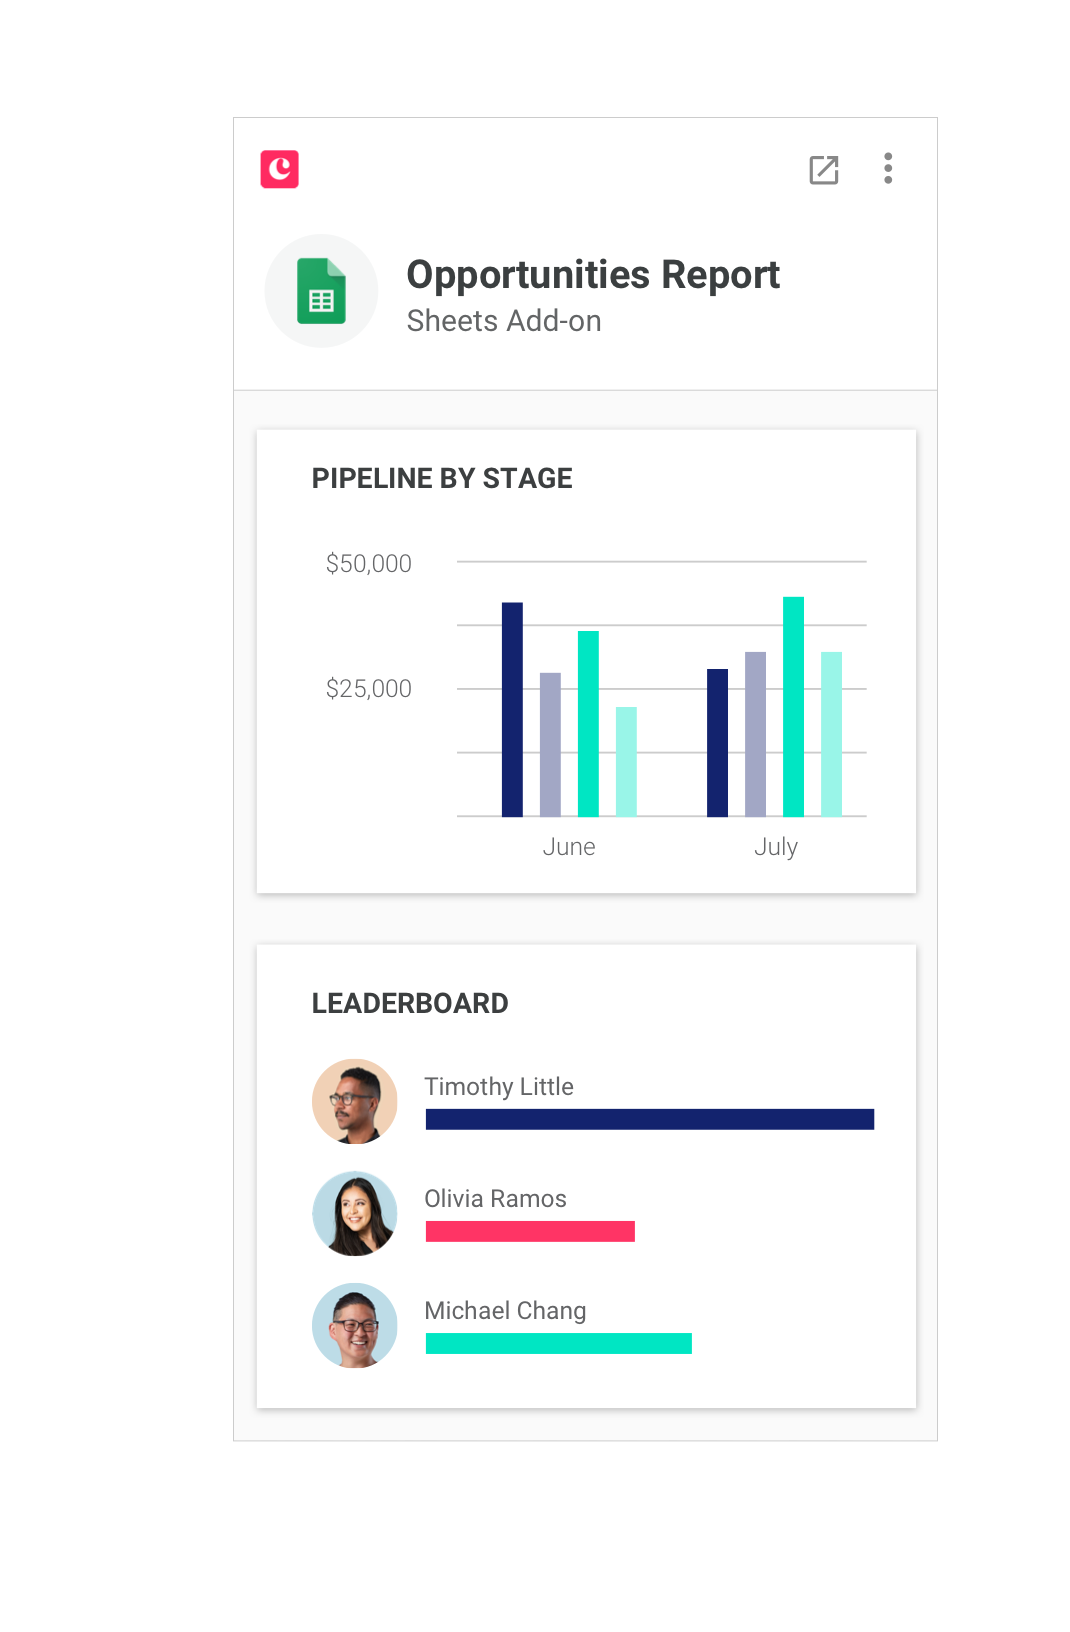 Opportunities Report
Sheets Add-on
PIPELINE BY STAGE
$50,000
$25,000
June July
LEADERBOARD
Timothy Little
Olivia Ramos
Michael Chang